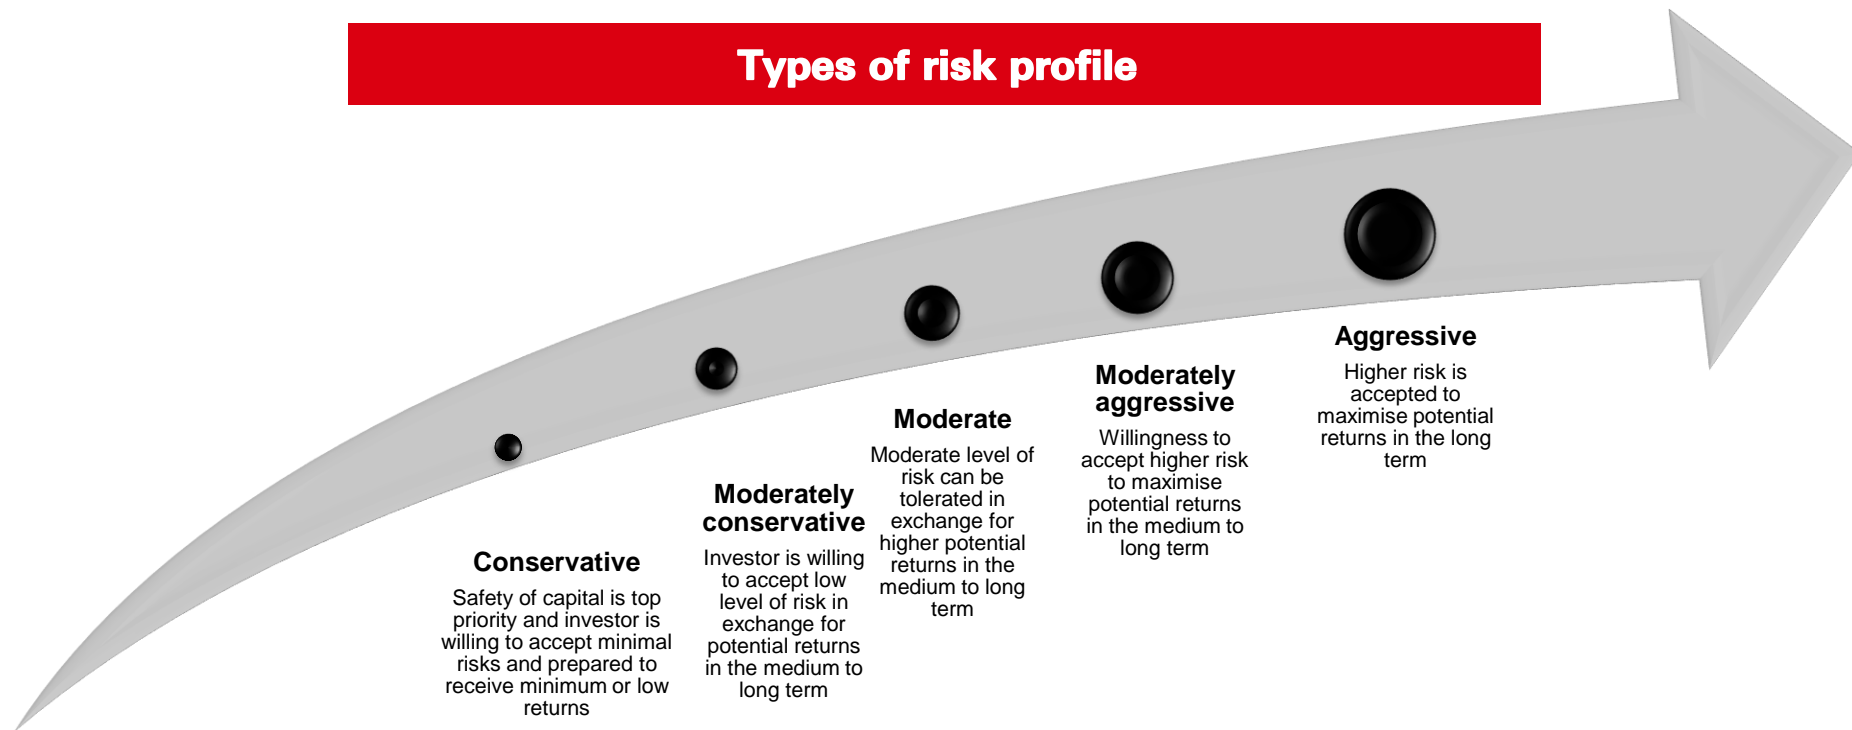 Types of risk profile
Conservative
Safety of capital is top
priority and investor is
willing to accept minimal
risks and prepared to
receive minimum or low
returns
Moderately
conservative
Investor is willing
to accept low
level of risk in
exchange for
potential returns
in the medium to
long term
Moderate
Moderate level of
risk can be
tolerated in
exchange for
higher potential
returns in the
medium to long
term
Moderately
aggressive
Willingness to
accept higher risk
to maximise
potential returns
in the medium to
long term
Aggressive
Higher risk is
accepted to
maximise potential
returns in the long
term